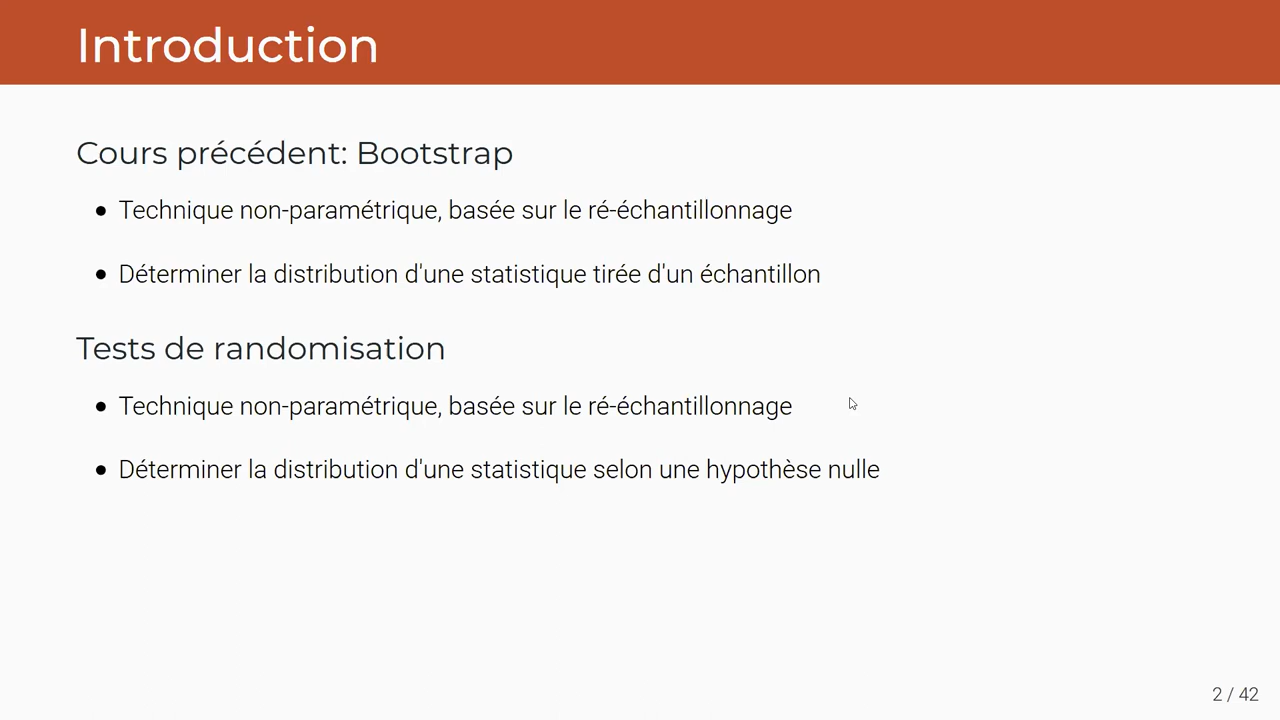 Introduction
Cours précédent: Bootstrap
Technique non-paramétrique, basée sur le ré-échantillonnage
Déterminer la distribution d'une statistique tirée d'un échantillon
Tests de randomisation
Technique non-paramétrique, basée sur le ré-échantillonnage
Déterminer la distribution d'une statistique selon une hypothèse nulle
2 / 42